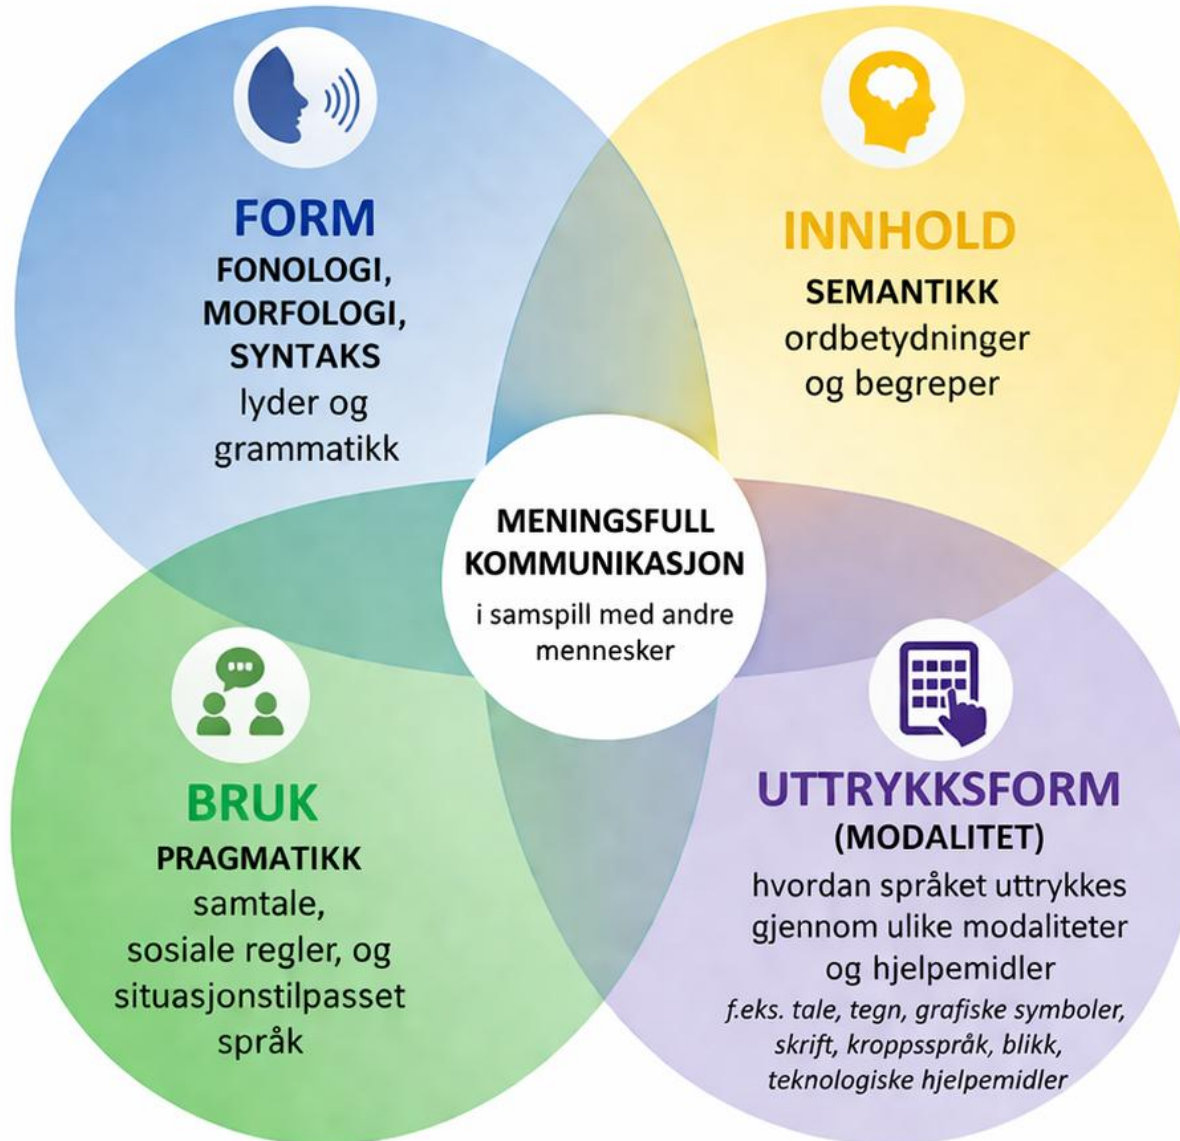 FORM
FONOLOGI,
MORFOLOGI,
SYNTAKS
lyder og
grammatikk
INNHOLD
SEMANTIKK
ordbetydninger
og begreper
MENINGSFULL
KOMMUNIKASJON
i samspill med andre
mennesker
BRUK
PRAGMATIKK
samtale,
sosiale regler, og
situasjonstilpasset
språk
UTTRYKKSFORM
(MODALITET)
hvordan språket uttrykkes
gjennom ulike modaliteter
og hjelpemidler
f.eks. tale, tegn, grafiske symboler,
skrift, kroppsspråk, blikk,
teknologiske hjelpemidler